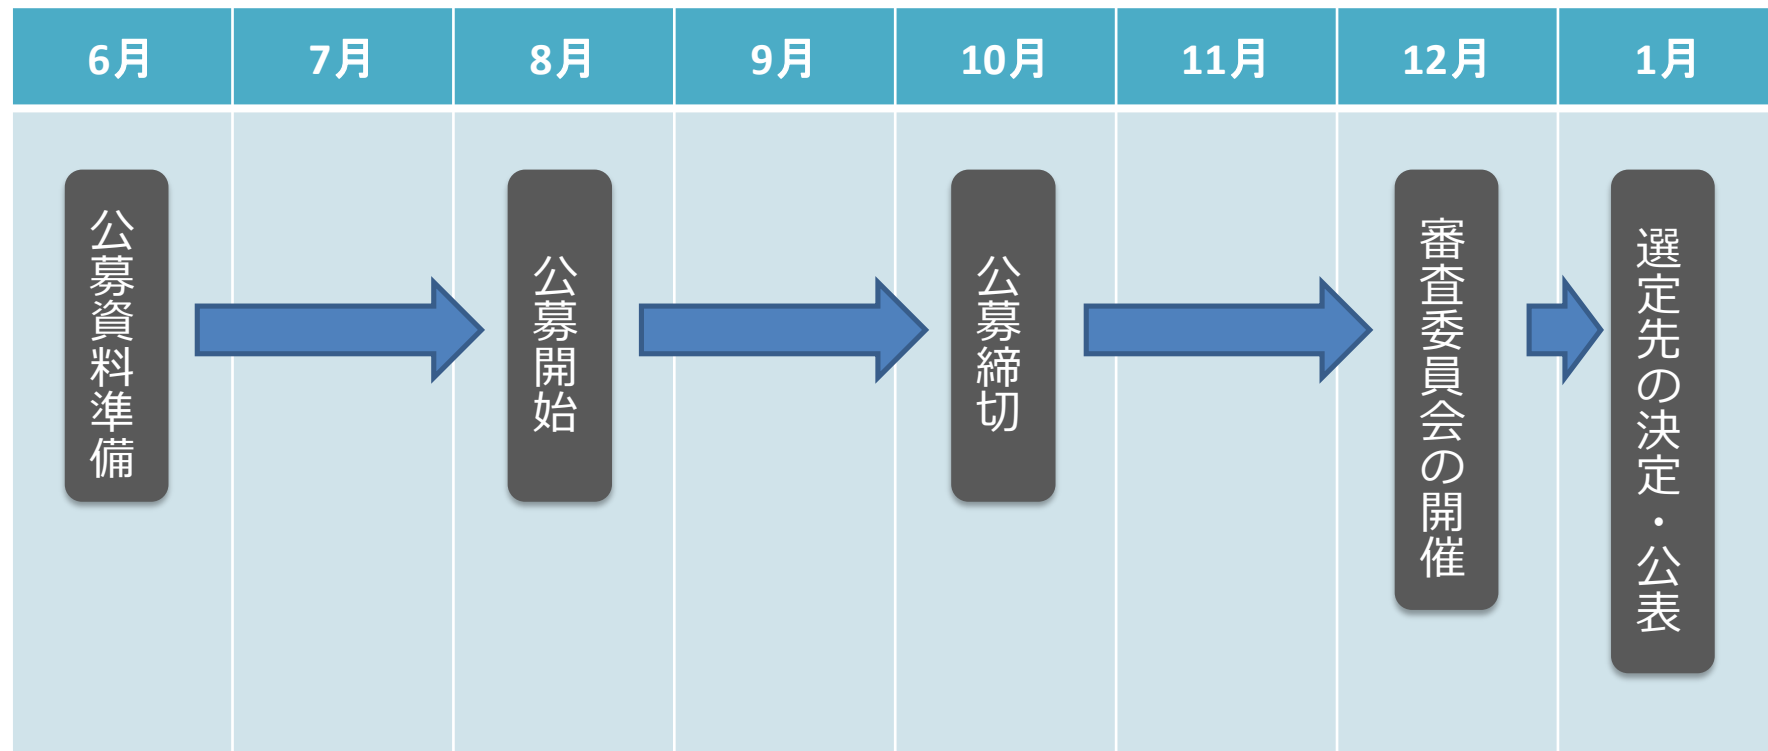 6月
7月
8月
9月
10月
11月
12月
1月
公募資料準備
公募開始
公募締切
審査委員会の開催
選定先の決定・公表